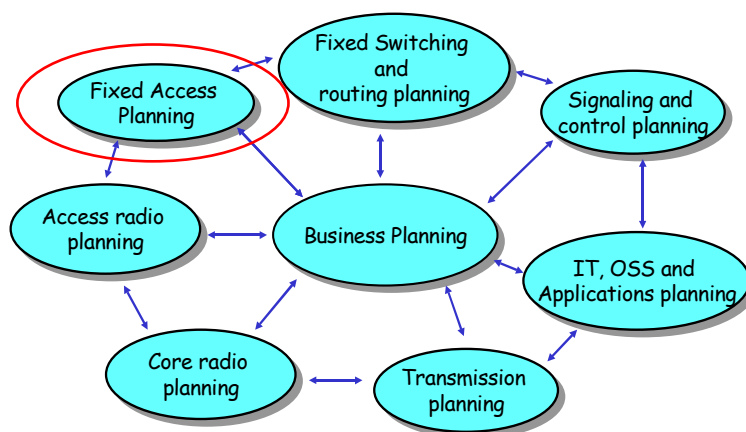 Fixed Switching
and
routing planning
Fixed Access
Planning
Signaling and
control planning
Access radio
planning
Business Planning
IT, OSS and
Applications planning
Core radio
planning
Transmission
planning